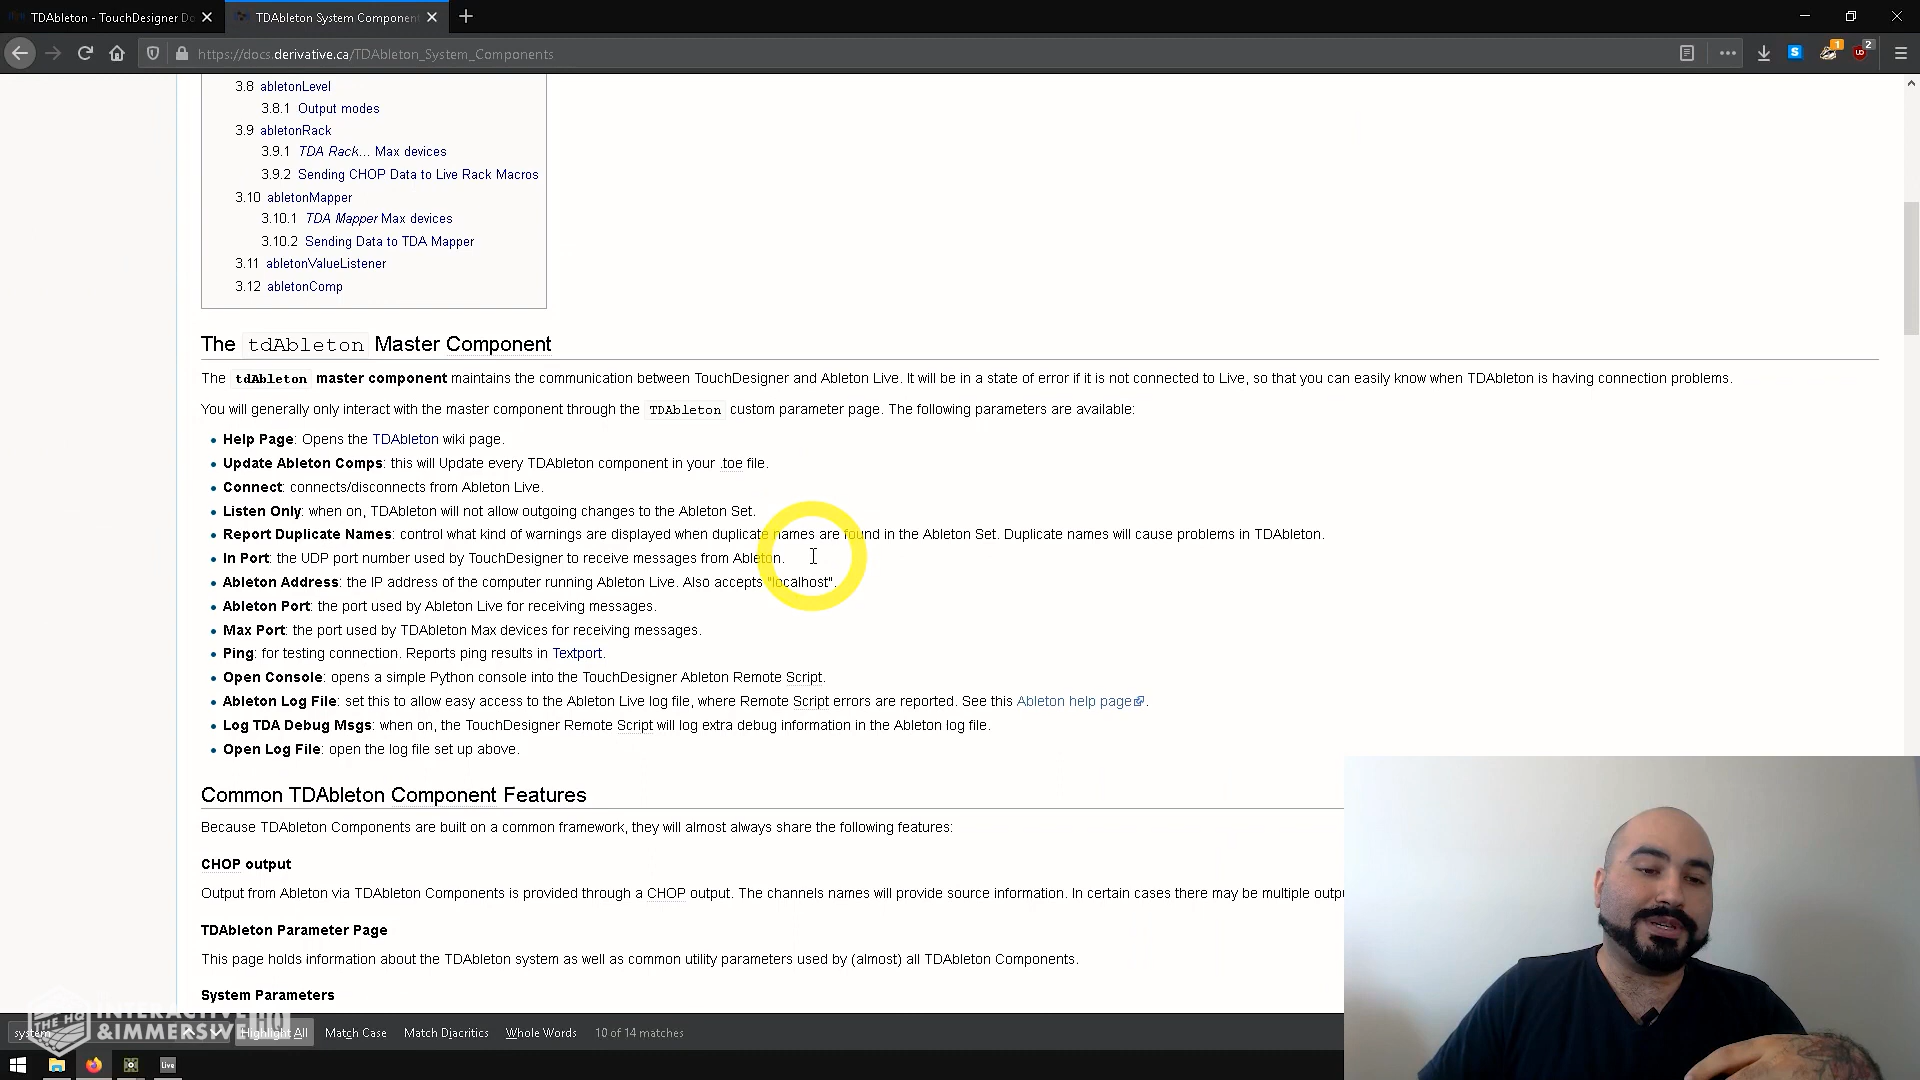 TDAbleton - TouchDesigner Do
TDAbleton System Component
https://docs.derivative.ca/TDAbleton_System_Components
1
2
3.8 abletonLevel
3.8.1 Output modes
3.9 abletonRack
3.9.1 TDA Rack... Max devices
3.9.2 Sending CHOP Data to Live Rack Macros
3.10 abletonMapper
3.10.1 TDA Mapper Max devices
3.10.2 Sending Data to TDA Mapper
3.11 abletonValueListener
3.12 abletonComp
The tdAbleton Master Component
The tdAbleton master component maintains the communication between TouchDesigner and Ableton Live. It will be in a state of error if it is not connected to Live, so that you can easily know when TDAbleton is having connection problems.
You will generally only interact with the master component through the TDAbleton custom parameter page. The following parameters are available:
Help Page: Opens the TDAbleton wiki page.
Update Ableton Comps: this will Update every TDAbleton component in your .toe file.
Connect: connects/disconnects from Ableton Live.
Listen Only: when on, TDAbleton will not allow outgoing changes to the Ableton Set.
Report Duplicate Names: control what kind of warnings are displayed when duplicate names are found in the Ableton Set. Duplicate names will cause problems in TDAbleton.
In Port: the UDP port number used by TouchDesigner to receive messages from Ableton.
Ableton Address: the IP address of the computer running Ableton Live. Also accepts "localhost".
Ableton Port: the port used by Ableton Live for receiving messages.
Max Port: the port used by TDAbleton Max devices for receiving messages.
Ping: for testing connection. Reports ping results in Textport.
Open Console: opens a simple Python console into the TouchDesigner Ableton Remote Script.
Ableton Log File: set this to allow easy access to the Ableton Live log file, where Remote Script errors are reported. See this Ableton help page.
Log TDA Debug Msgs: when on, the TouchDesigner Remote Script will log extra debug information in the Ableton log file.
Open Log File: open the log file set up above.
Common TDAbleton Component Features
Because TDAbleton Components are built on a common framework, they will almost always share the following features:
CHOP output
Output from Ableton via TDAbleton Components is provided through a CHOP output. The channels names will provide source information. In certain cases there may be multiple outpu
TDAbleton Parameter Page
This page holds information about the TDAbleton system as well as common utility parameters used by (almost) all TDAbleton Components.
System Parameters
THE HQ INTERACTIVE & IMMERSIVE HQ
system Highlight All Match Case Match Diacritics Whole Words 10 of 14 matches
Live